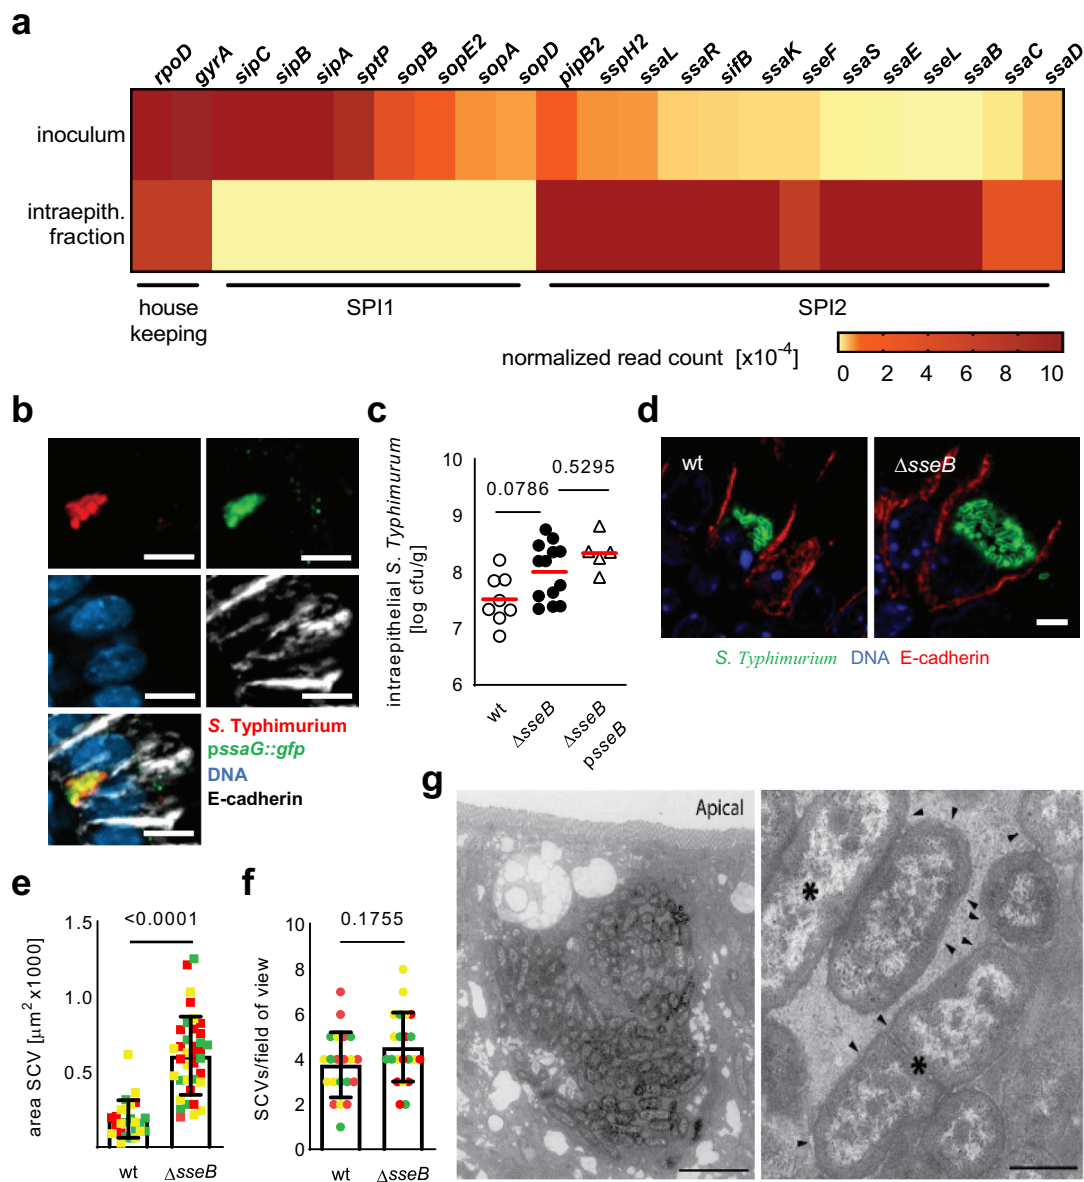 a
rpoD gyrA sipC sipB sipA sptP sopB sopE2 sopA sopD pipB2 sspH2 ssaL ssaR sifB ssaK sseF ssaS ssaE sseL ssaB ssaC ssaD
inoculum
intraepith.
fraction
house
keeping
SPI1
SPI2
normalized read count [x10-4]
0 2 4 6 8 10
b
S. Typhimurium
pssaG::gfp
DNA
E-cadherin
c
intraepithelial S. Typhimurum
[log cfu/g]
10
9
8
7
6
0.0786
0.5295
wt
ΔsseB
ΔsseB
psseB
d
wt
ΔsseB
S. Typhimurium DNA E-cadherin
e
area SCV [µm2 x1000]
1.5
1.0
0.5
<0.0001
wt
ΔsseB
f
SCVs/field of view
10
8
6
4
2
0
0.1755
wt
ΔsseB
g
Apical
*
*